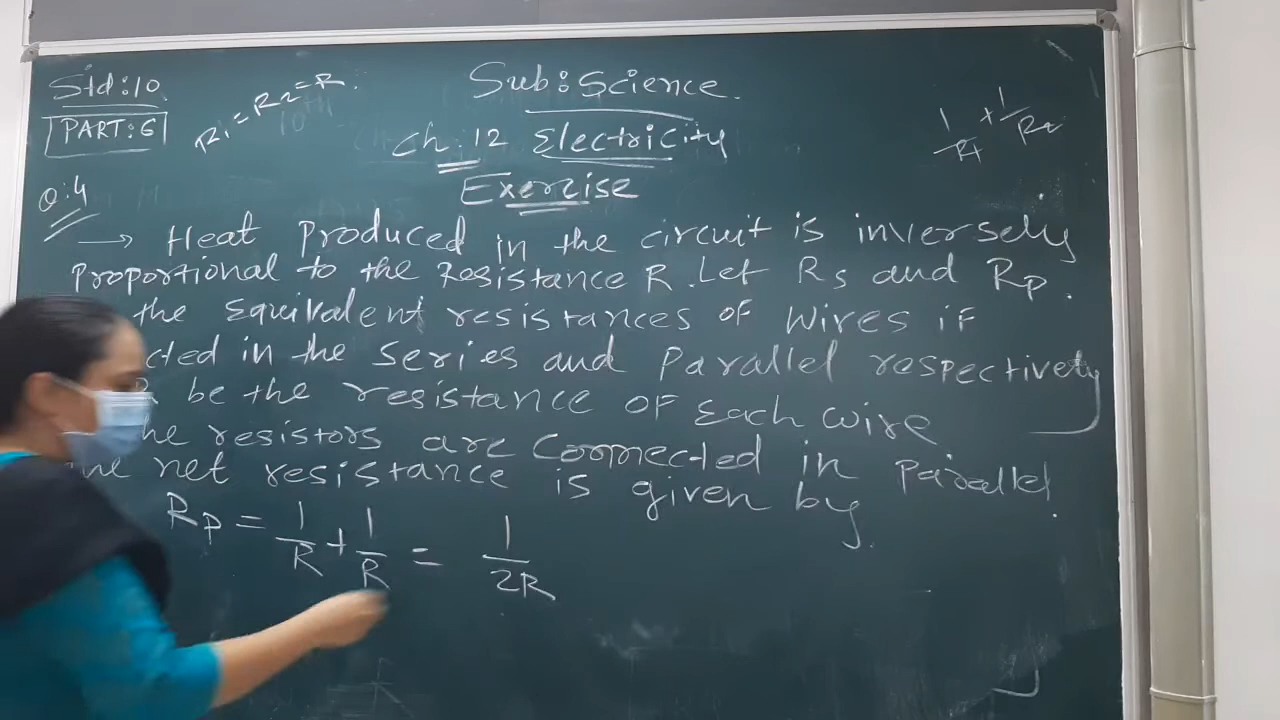 Std:10
PART:6
R1=R2=R.
Sub:Science.
Ch.12 Electricity
Exercise
1/R1 + 1/R2
Q:4
→ Heat Produced in the circuit is inversely
Proportional to the Resistance R. Let Rs and Rp.
the Equivalent resistances of wires if
cted in the series and Parallel respectively
R be the resistance of Each wire
he resistors are Connected in Parallel
he net resistance is given by.
Rp = 1/R + 1/R = 1/2R